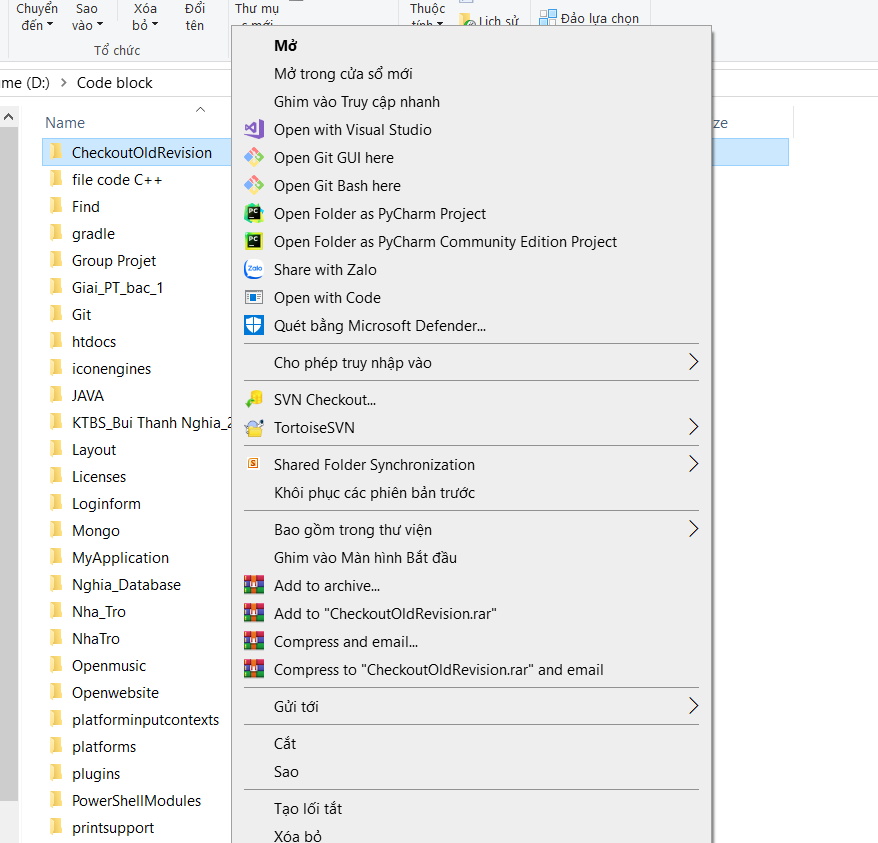 Chuyển
đến
Sao
vào
Xóa
bỏ
Đổi
tên
Thư mụ
Thuộc
tính
Lịch sử
Đảo lựa chọn
Tổ chức
me (D:) > Code block
Name
ze
CheckoutOldRevision
file code C++
Find
gradle
Group Projet
Giai_PT_bac_1
Git
htdocs
iconengines
JAVA
KTBS_Bui Thanh Nghia_2
Layout
Licenses
Loginform
Mongo
MyApplication
Nghia_Database
Nha_Tro
NhaTro
Openmusic
Openwebsite
platforminputcontexts
platforms
plugins
PowerShellModules
printsupport
Mở
Mở trong cửa sổ mới
Ghim vào Truy cập nhanh
Open with Visual Studio
Open Git GUI here
Open Git Bash here
Open Folder as PyCharm Project
Open Folder as PyCharm Community Edition Project
Share with Zalo
Open with Code
Quét bằng Microsoft Defender...
Cho phép truy nhập vào
SVN Checkout...
TortoiseSVN
Shared Folder Synchronization
Khôi phục các phiên bản trước
Bao gồm trong thư viện
Ghim vào Màn hình Bắt đầu
Add to archive...
Add to "CheckoutOldRevision.rar"
Compress and email...
Compress to "CheckoutOldRevision.rar" and email
Gửi tới
Cắt
Sao
Tạo lối tắt
Xóa bỏ